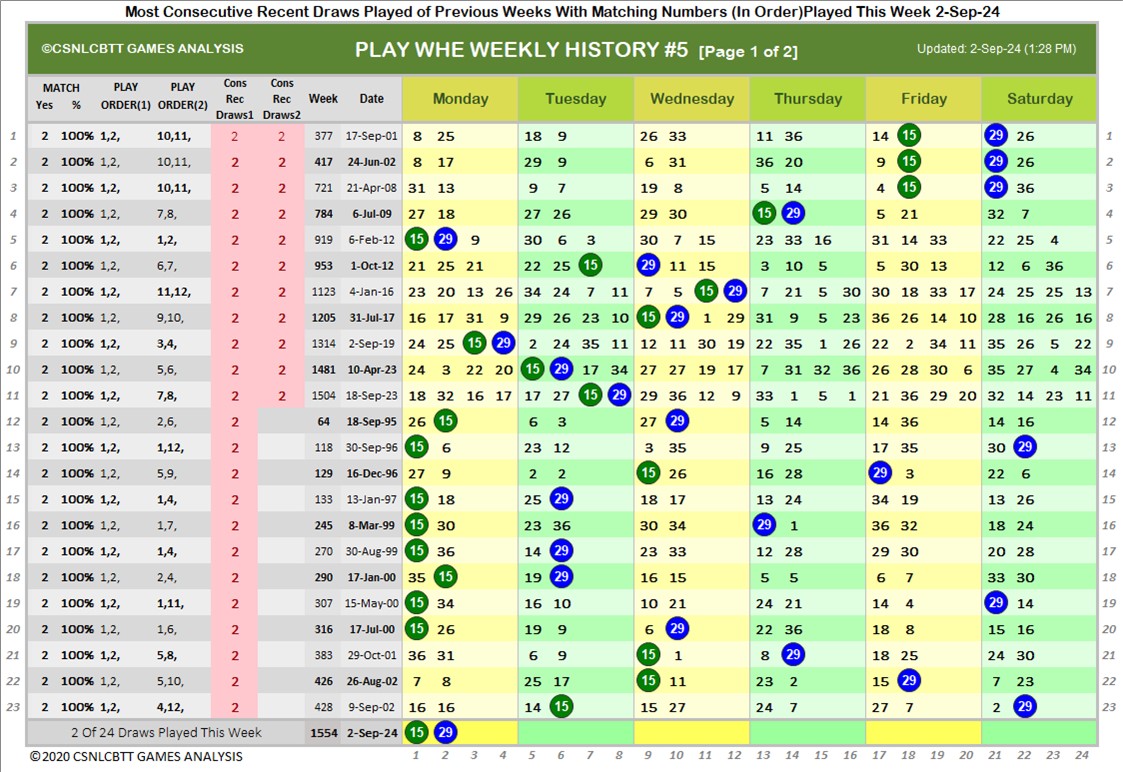 Most Consecutive Recent Draws Played of Previous Weeks With Matching Numbers (In Order)Played This Week 2-Sep-24
©CSNLCBTT GAMES ANALYSIS PLAY WHE WEEKLY HISTORY #5 [Page 1 of 2] Updated: 2-Sep-24 (1:28 PM)
MATCH Yes % PLAY ORDER(1) PLAY ORDER(2) Cons Rec Draws1 Cons Rec Draws2 Week Date Monday Tuesday Wednesday Thursday Friday Saturday
1 2 100% 1,2, 10,11, 2 2 377 17-Sep-01 8 25 18 9 26 33 11 36 14 15 29 26 1
2 2 100% 1,2, 10,11, 2 2 417 24-Jun-02 8 17 29 9 6 31 36 20 9 15 29 26 2
3 2 100% 1,2, 10,11, 2 2 721 21-Apr-08 31 13 9 7 19 8 5 14 4 15 29 36 3
4 2 100% 1,2, 7,8, 2 2 784 6-Jul-09 27 18 27 26 29 30 15 29 5 21 32 7 4
5 2 100% 1,2, 1,2, 2 2 919 6-Feb-12 15 29 9 30 6 3 30 7 15 23 33 16 31 14 33 22 25 4 5
6 2 100% 1,2, 6,7, 2 2 953 1-Oct-12 21 25 21 22 25 15 29 11 15 3 10 5 5 30 13 12 6 36 6
7 2 100% 1,2, 11,12, 2 2 1123 4-Jan-16 23 20 13 26 34 24 7 11 7 5 15 29 7 21 5 30 30 18 33 17 24 25 25 13 7
8 2 100% 1,2, 9,10, 2 2 1205 31-Jul-17 16 17 31 9 29 26 23 10 15 29 1 29 31 9 5 23 36 26 14 10 28 16 26 16 8
9 2 100% 1,2, 3,4, 2 2 1314 2-Sep-19 24 25 15 29 2 24 35 11 12 11 30 19 22 35 1 26 22 2 34 11 35 26 5 22 9
10 2 100% 1,2, 5,6, 2 2 1481 10-Apr-23 24 3 22 20 15 29 17 34 27 27 19 17 7 31 32 36 26 28 30 6 35 27 4 34 10
11 2 100% 1,2, 7,8, 2 2 1504 18-Sep-23 18 32 16 17 17 27 15 29 29 36 12 9 33 1 5 1 21 36 29 20 32 14 23 11 11
12 2 100% 1,2, 2,6, 2 64 18-Sep-95 26 15 6 3 27 29 5 14 14 36 14 16 12
13 2 100% 1,2, 1,12, 2 118 30-Sep-96 15 6 23 12 3 35 9 25 17 35 30 29 13
14 2 100% 1,2, 5,9, 2 129 16-Dec-96 27 9 2 2 15 26 16 28 29 3 22 6 14
15 2 100% 1,2, 1,4, 2 133 13-Jan-97 15 18 25 29 18 17 13 24 34 19 13 26 15
16 2 100% 1,2, 1,7, 2 245 8-Mar-99 15 30 23 36 30 34 29 1 36 32 18 24 16
17 2 100% 1,2, 1,4, 2 270 30-Aug-99 15 36 14 29 23 33 12 28 29 30 20 28 17
18 2 100% 1,2, 2,4, 2 290 17-Jan-00 35 15 19 29 16 15 5 5 6 7 33 30 18
19 2 100% 1,2, 1,11, 2 307 15-May-00 15 34 16 10 10 21 24 21 14 4 29 14 19
20 2 100% 1,2, 1,6, 2 316 17-Jul-00 15 26 19 9 6 29 22 36 18 8 15 16 20
21 2 100% 1,2, 5,8, 2 383 29-Oct-01 36 31 6 9 15 1 8 29 18 25 24 30 21
22 2 100% 1,2, 5,10, 2 426 26-Aug-02 7 8 25 17 15 11 23 2 15 29 7 23 22
23 2 100% 1,2, 4,12, 2 428 9-Sep-02 16 16 14 15 15 27 24 7 27 7 2 29 23
2 Of 24 Draws Played This Week 1554 2-Sep-24 15 29
©2020 CSNLCBTT GAMES ANALYSIS 1 2 3 4 5 6 7 8 9 10 11 12 13 14 15 16 17 18 19 20 21 22 23 24